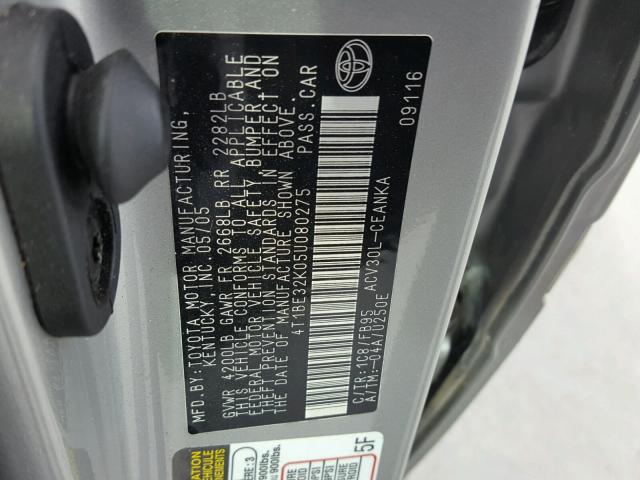 MFD.BY: TOYOTA MOTOR MANUFACTURING,
KENTUCKY, INC. 05/05
GVWR 4200LB GAWR FR 2668LB RR 2282LB
THIS VEHICLE CONFORMS TO ALL APPLICABLE
FEDERAL MOTOR VEHICLE SAFETY, BUMPER, AND
THEFT PREVENTION STANDARDS IN EFFECT ON
THE DATE OF MANUFACTURE SHOWN ABOVE.
4T1BE32K05U080275 PASS.CAR
C/TR:1C8/FB95 ACV30L-CEANKA
A/TM:-04A/U250E
09116
5F